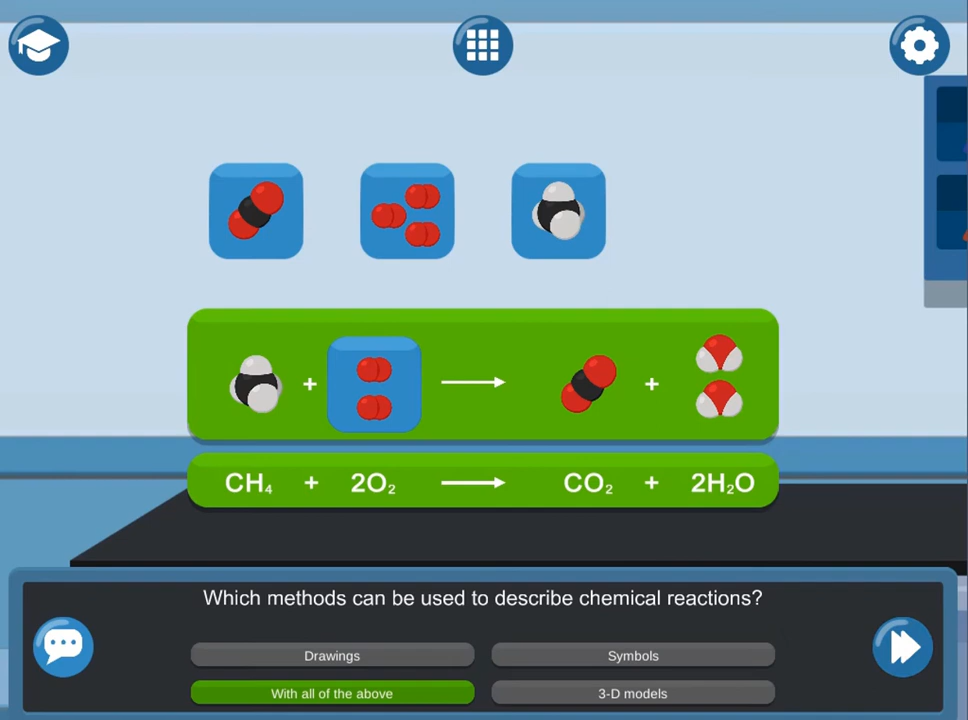 CH₄ + 2O₂ ⟶ CO₂ + 2H₂O
Which methods can be used to describe chemical reactions?
Drawings
Symbols
With all of the above
3-D models